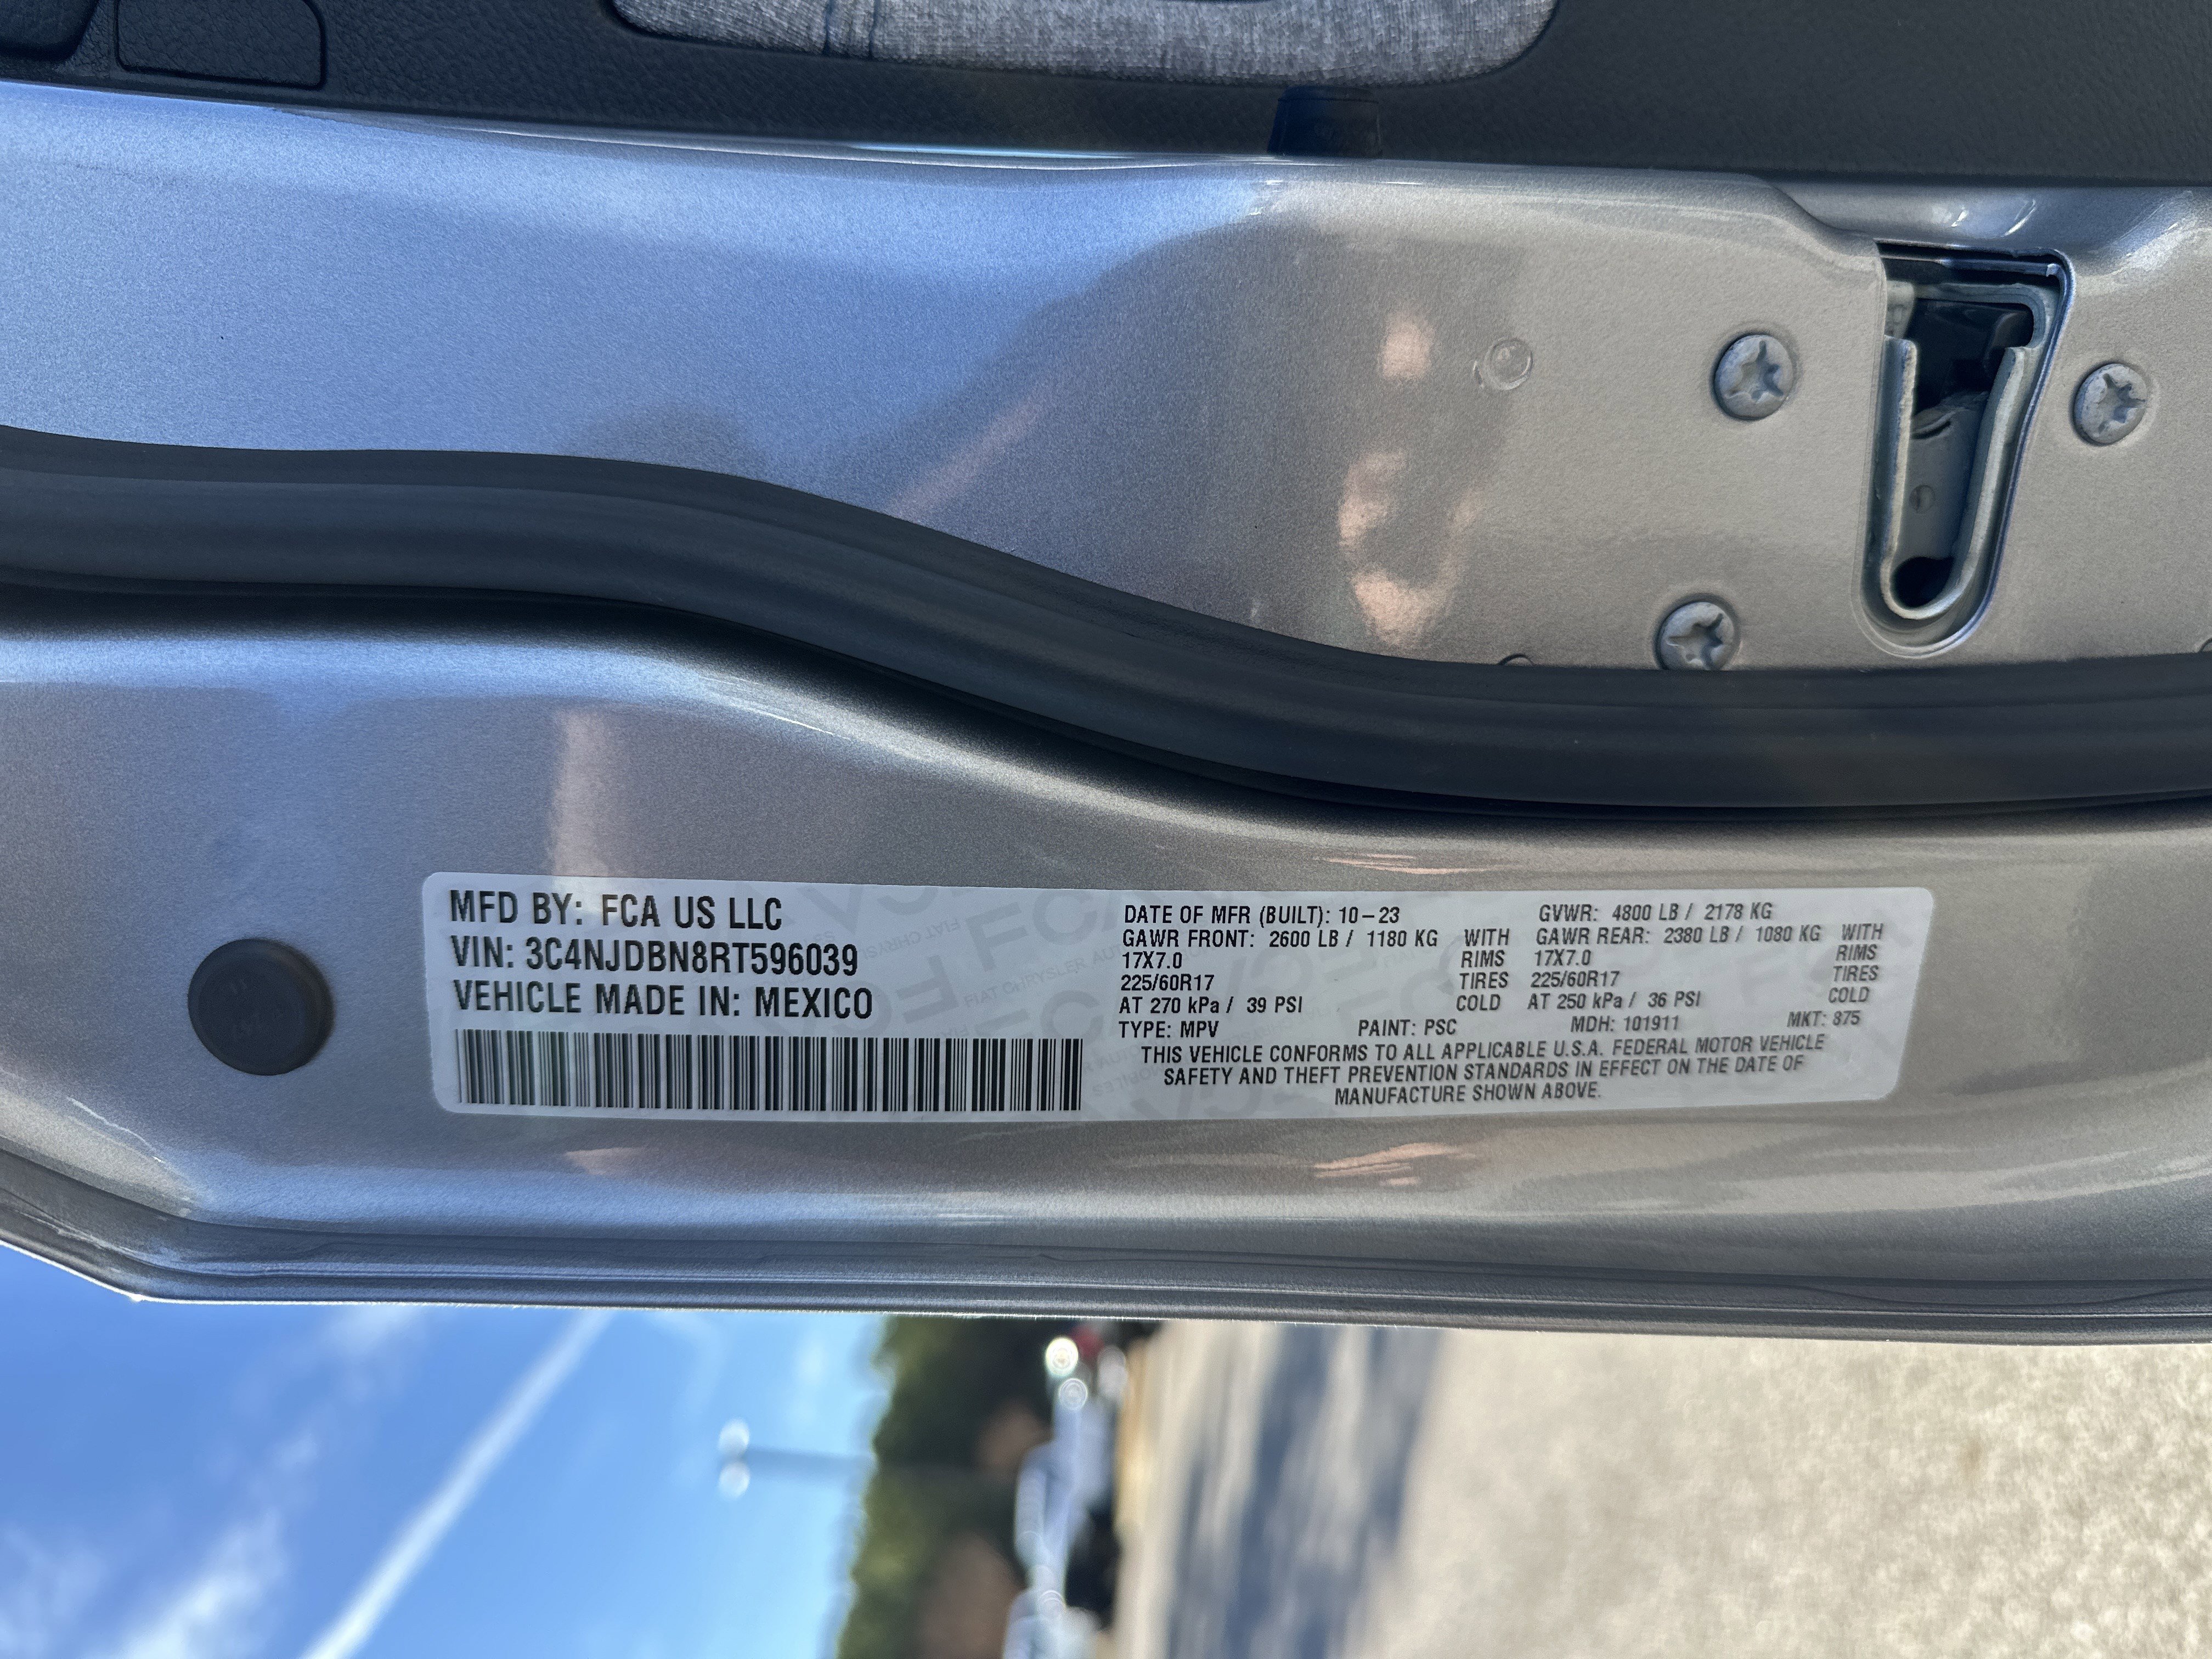 MFD BY: FCA US LLC
VIN: 3C4NJDBN8RT596039
VEHICLE MADE IN: MEXICO
DATE OF MFR (BUILT): 10-23 GVWR: 4800 LB / 2178 KG
GAWR FRONT: 2600 LB / 1180 KG WITH GAWR REAR: 2380 LB / 1080 KG WITH
17X7.0 RIMS 17X7.0 RIMS
225/60R17 TIRES 225/60R17 TIRES
AT 270 kPa / 39 PSI COLD AT 250 kPa / 36 PSI COLD
TYPE: MPV PAINT: PSC MDH: 101911 MKT: 875
THIS VEHICLE CONFORMS TO ALL APPLICABLE U.S.A. FEDERAL MOTOR VEHICLE
SAFETY AND THEFT PREVENTION STANDARDS IN EFFECT ON THE DATE OF
MANUFACTURE SHOWN ABOVE.